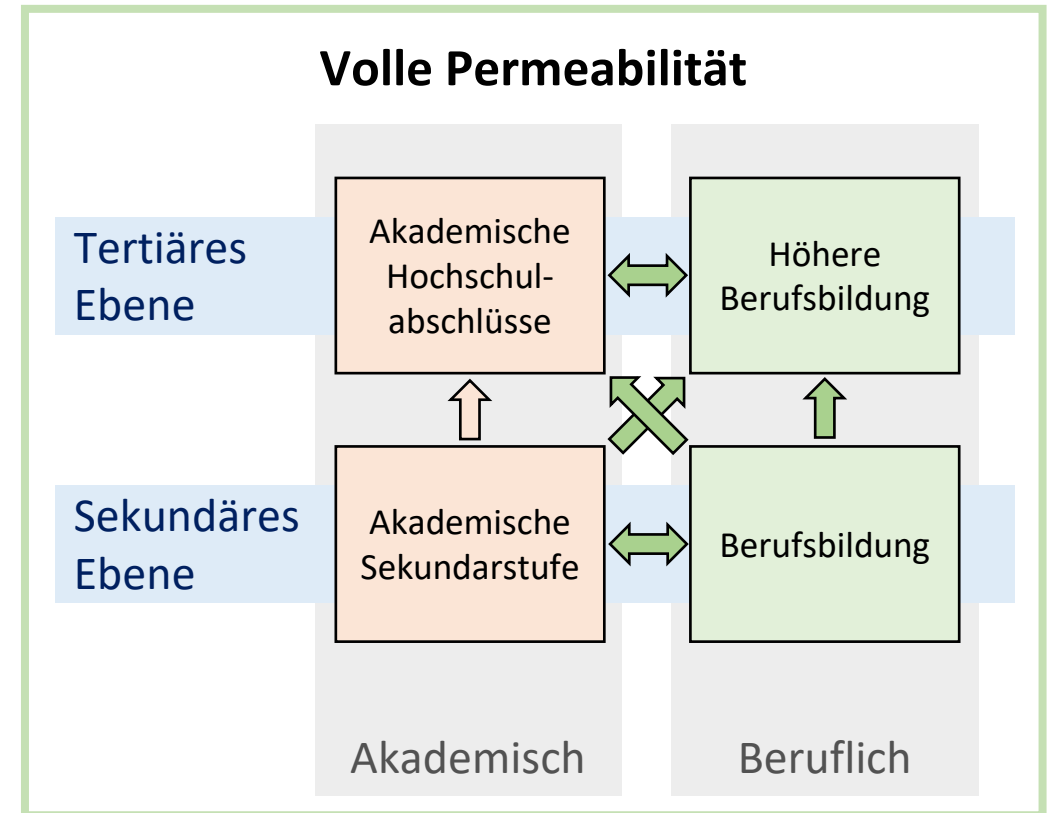 Volle Permeabilität
Tertiäres
Ebene
Akademische
Hochschul-
abschlüsse
Höhere
Berufsbildung
Sekundäres
Ebene
Akademische
Sekundarstufe
Berufsbildung
Akademisch
Beruflich